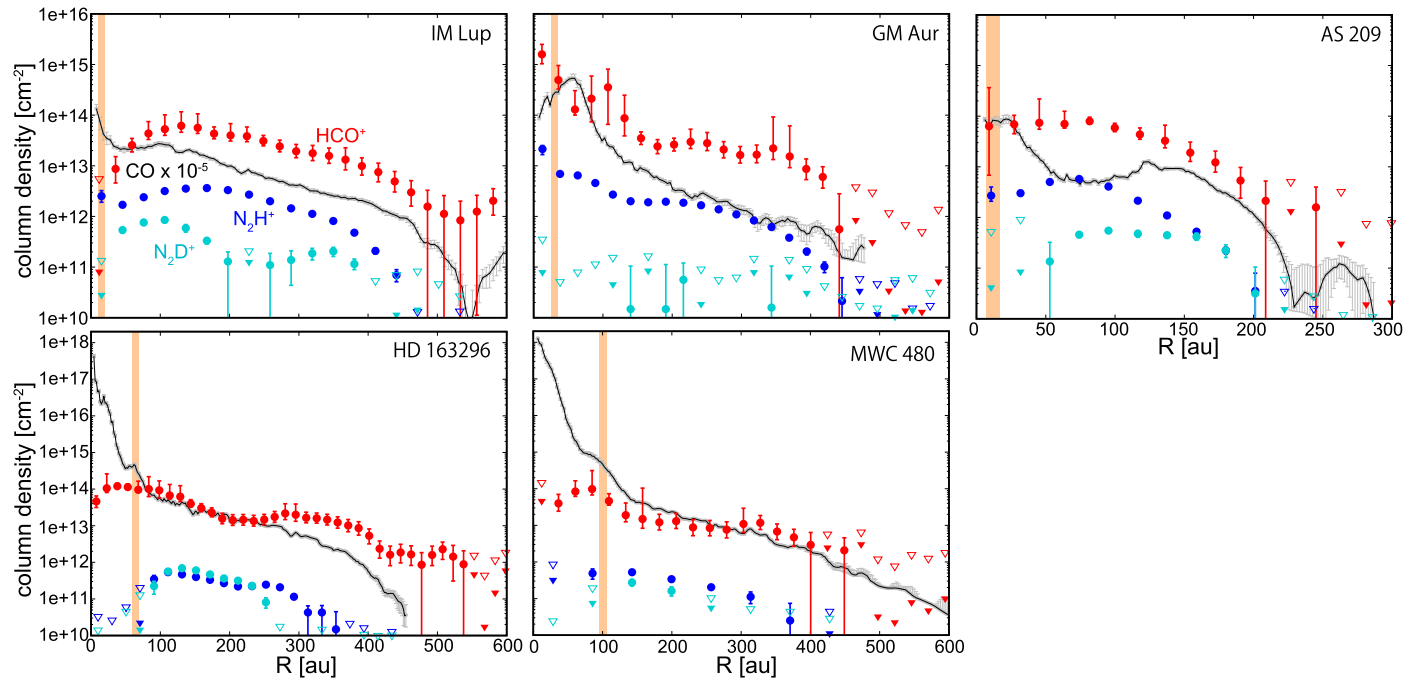 IM Lup
GM Aur
AS 209
1e+16
1e+15
1e+14
1e+13
1e+12
1e+11
1e+10
column density [cm⁻²]
HCO⁺
CO x 10⁻⁵
N₂H⁺
N₂D⁺
0 50 100 150 200 250 300
R [au]
HD 163296
MWC 480
1e+18
1e+17
1e+16
1e+15
1e+14
1e+13
1e+12
1e+11
1e+10
column density [cm⁻²]
0 100 200 300 400 500 600
R [au]
0 100 200 300 400 500 600
R [au]